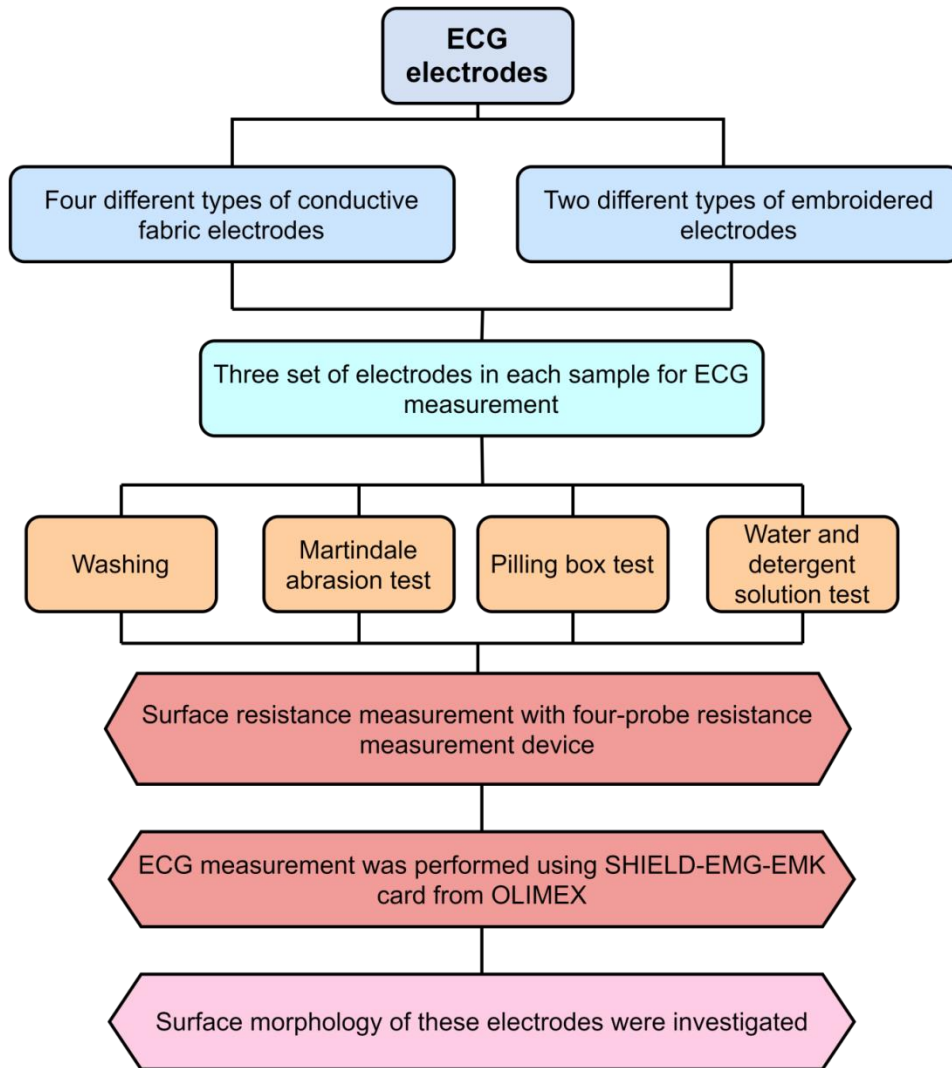 ECG
electrodes
Four different types of conductive
fabric electrodes
Two different types of embroidered
electrodes
Three set of electrodes in each sample for ECG
measurement
Washing
Martindale
abrasion test
Pilling box test
Water and
detergent
solution test
Surface resistance measurement with four-probe resistance
measurement device
ECG measurement was performed using SHIELD-EMG-EMK
card from OLIMEX
Surface morphology of these electrodes were investigated